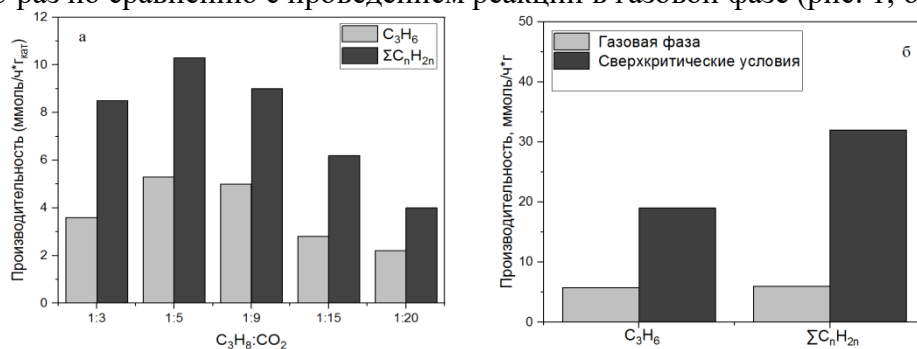 раз по сравнению с проведением реакции в газовой фазе (рис. 1, б
а
C₃H₆
ΣCₙH₂ₙ
Производительность (ммоль/ч*гкат)
12
10
8
6
4
2
0
1:3 1:5 1:9 1:15 1:20
C₃H₈:CO₂
б
Газовая фаза
Сверхкритические условия
Производительность, ммоль/ч*г
50
40
30
20
10
0
C₃H₆ ΣCₙH₂ₙ